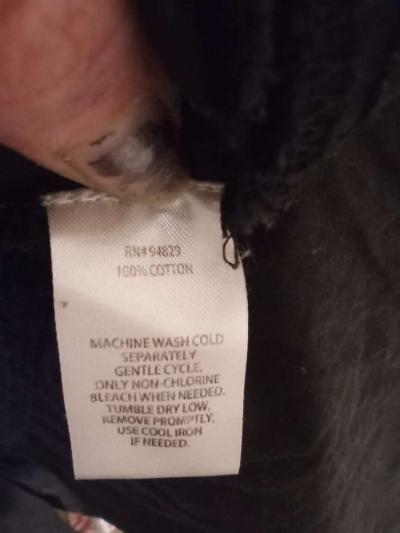 RN# 94829
100% COTTON
MACHINE WASH COLD
SEPARATELY
GENTLE CYCLE.
ONLY NON-CHLORINE
BLEACH WHEN NEEDED.
TUMBLE DRY LOW,
REMOVE PROMPTLY,
USE COOL IRON
IF NEEDED.